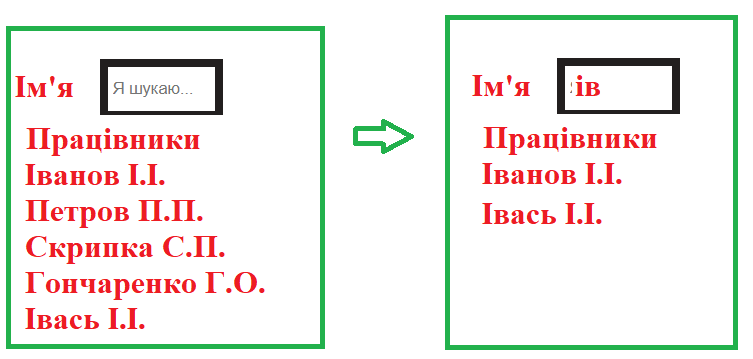 Ім'я Я шукаю...
Працівники
Іванов І.І.
Петров П.П.
Скрипка С.П.
Гончаренко Г.О.
Івась І.І.
Ім'я ів
Працівники
Іванов І.І.
Івась І.І.